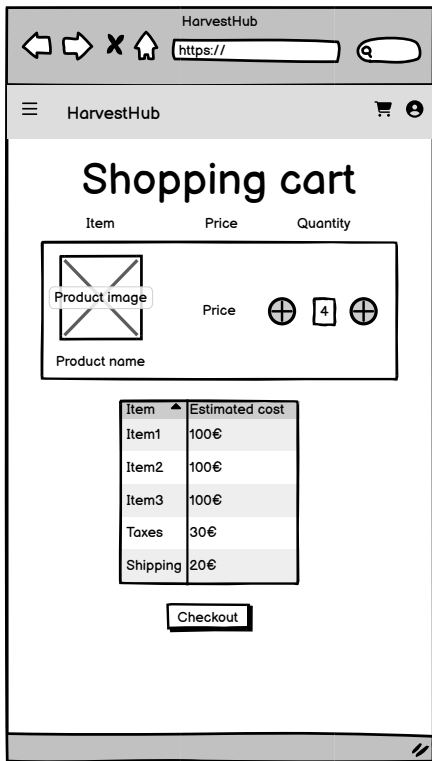 HarvestHub
https://
HarvestHub
Shopping cart
Item Price Quantity
Product image
Price 4
Product name
Item Estimated cost
Item1 100€
Item2 100€
Item3 100€
Taxes 30€
Shipping 20€
Checkout